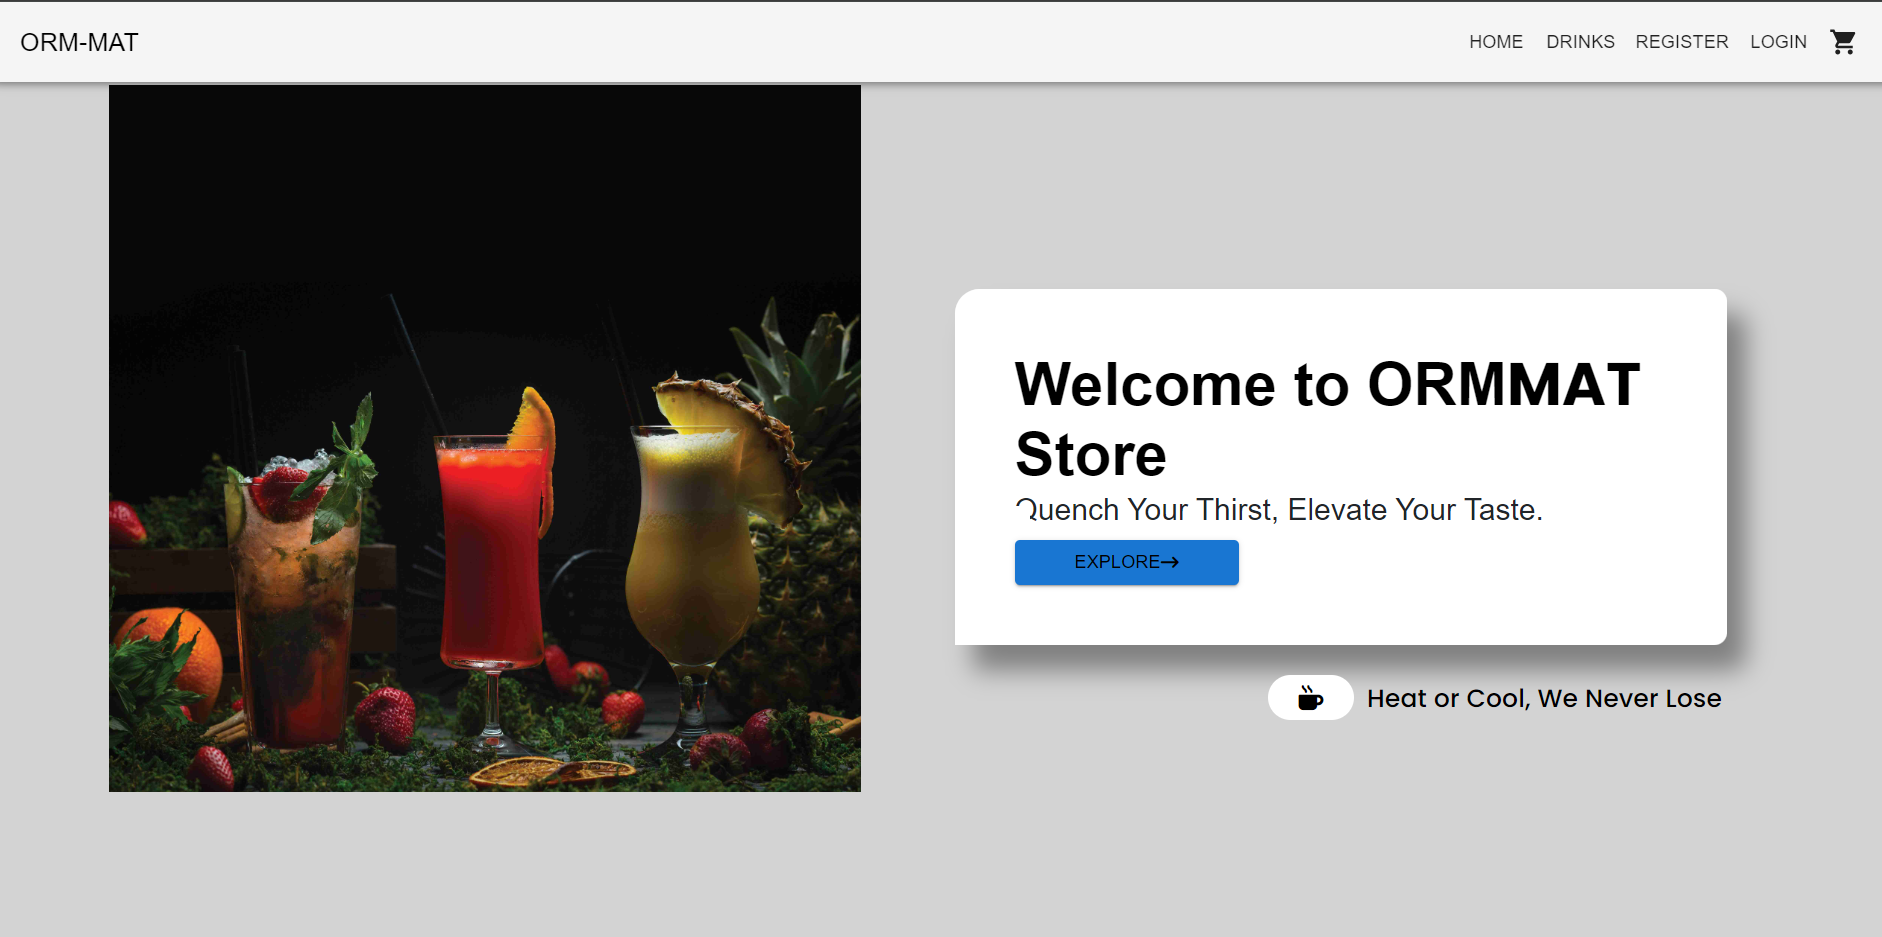 ORM-MAT
HOME DRINKS REGISTER LOGIN
Welcome to ORMMAT
Store
Quench Your Thirst, Elevate Your Taste.
EXPLORE→
Heat or Cool, We Never Lose